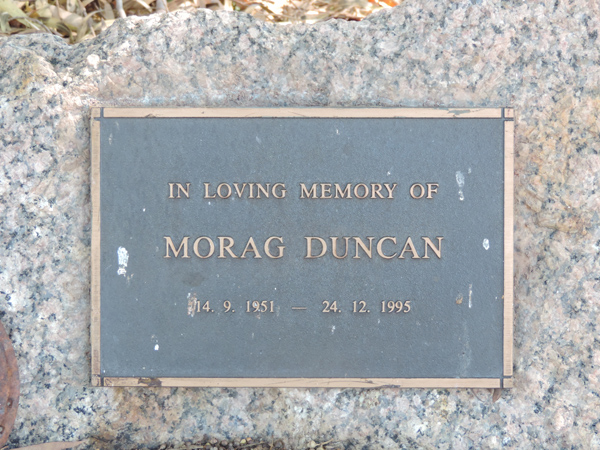 IN LOVING MEMORY OF
MORAG DUNCAN
14. 9. 1951 — 24. 12. 1995